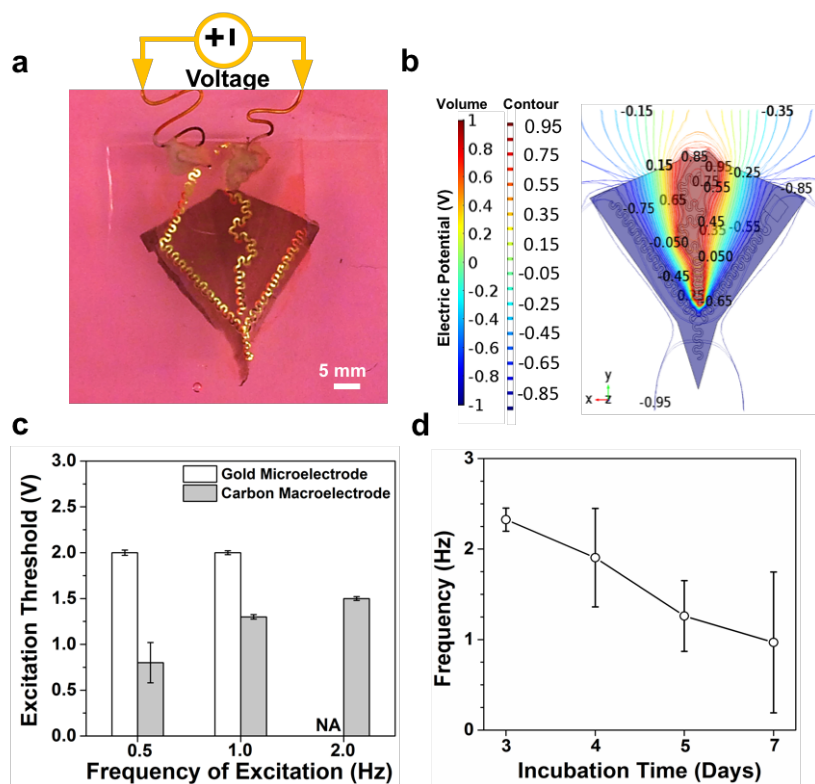 a
+ I
Voltage
5 mm
b
Volume Contour
Electric Potential (V)
1
0.8
0.6
0.4
0.2
0
-0.2
-0.4
-0.6
-0.8
-1
0.95
0.75
0.55
0.35
0.15
-0.05
-0.25
-0.45
-0.65
-0.85
-0.15 -0.35
0.85
0.15 0.95 -0.25
0.55 -0.85
0.65
-0.75 0.45 -0.55
0.35
-0.050 0.050
-0.45
-0.65
-0.95
y
x z
c
Excitation Threshold (V)
3.0
2.5
2.0
1.5
1.0
0.5
0.0
Gold Microelectrode
Carbon Macroelectrode
NA
0.5 1.0 2.0
Frequency of Excitation (Hz)
d
Frequency (Hz)
3
2
1
0
3 4 5 7
Incubation Time (Days)